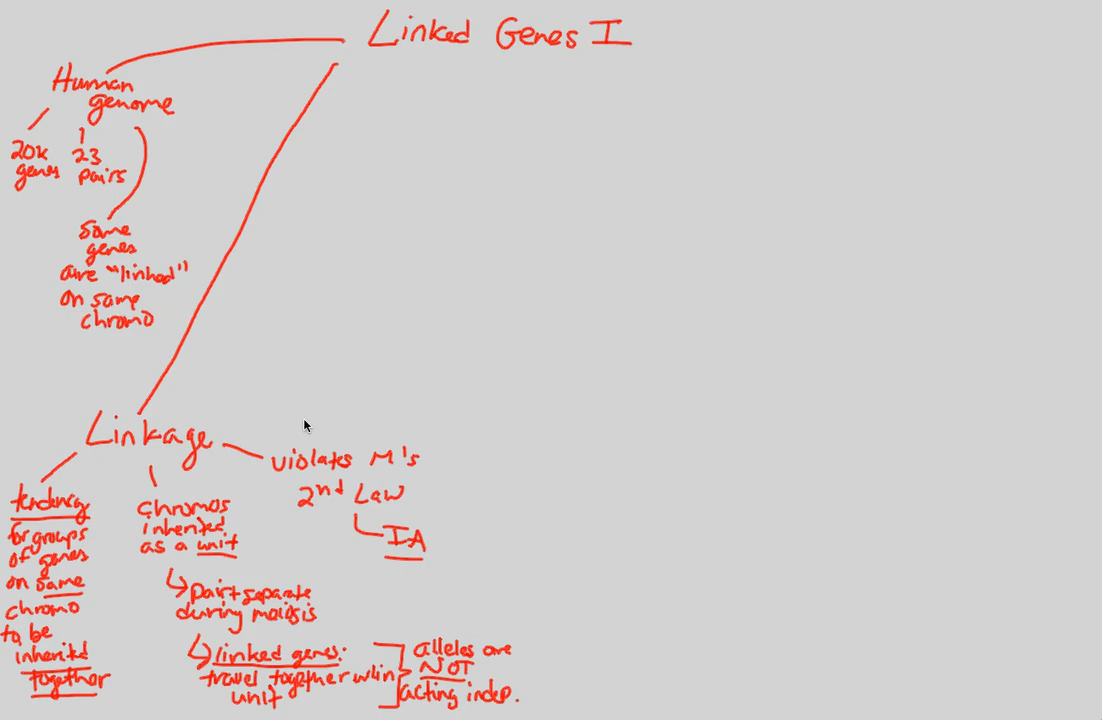 Linked Genes I
Human
genome
20k
genes
23
pairs
Some
genes
are "linked"
on same
chromo
Linkage
tendency
for groups
of genes
on same
chromo
to be
inherited
together
chromos
inherited
as a unit
pairs separate
during meiosis
linked genes:
travel together w/in
unit
alleles are
NOT
acting indep.
violates M's
2nd Law
IA